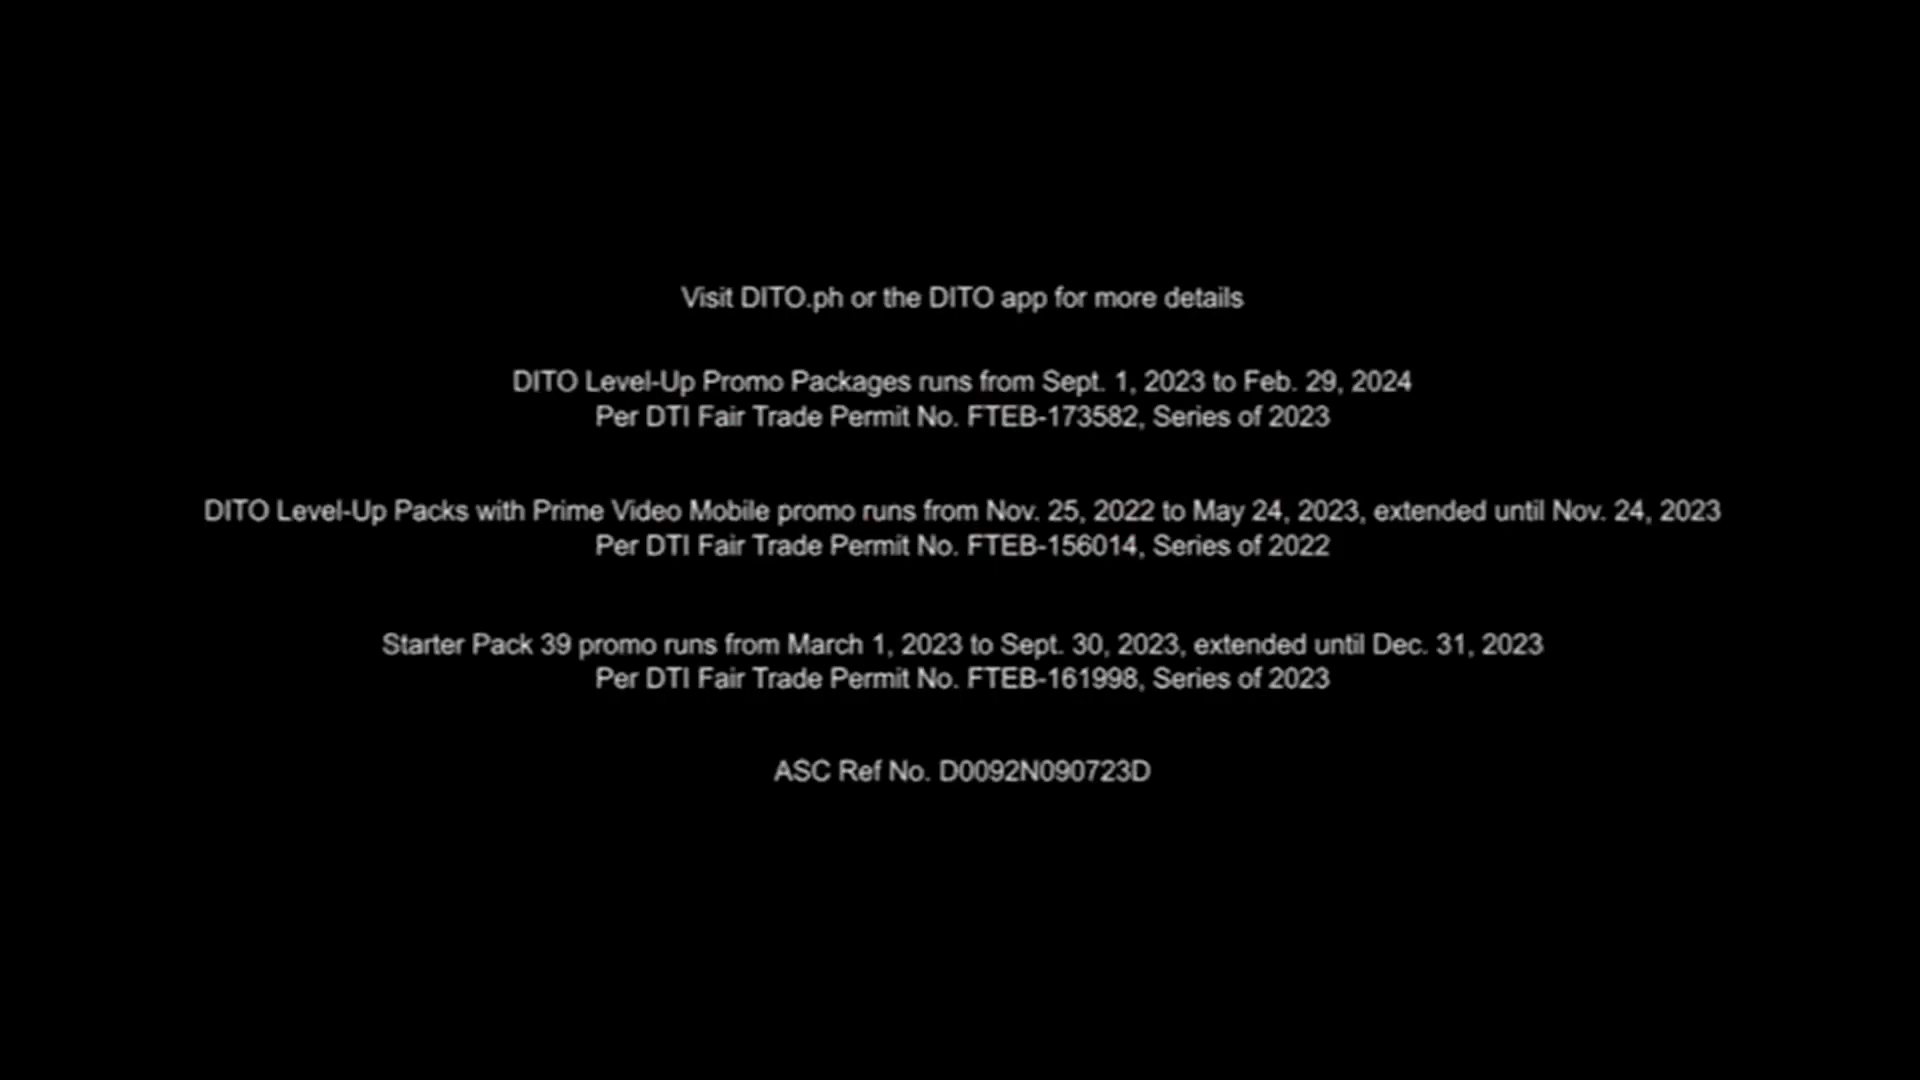 Visit DITO.ph or the DITO app for more details
DITO Level-Up Promo Packages runs from Sept. 1, 2023 to Feb. 29, 2024
Per DTI Fair Trade Permit No. FTEB-173582, Series of 2023
DITO Level-Up Packs with Prime Video Mobile promo runs from Nov. 25, 2022 to May 24, 2023, extended until Nov. 24, 2023
Per DTI Fair Trade Permit No. FTEB-156014, Series of 2022
Starter Pack 39 promo runs from March 1, 2023 to Sept. 30, 2023, extended until Dec. 31, 2023
Per DTI Fair Trade Permit No. FTEB-161998, Series of 2023
ASC Ref No. D0092N090723D